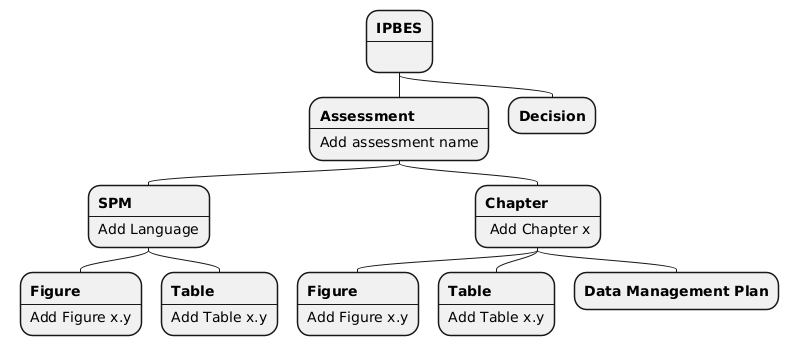 IPBES
Assessment
Add assessment name
Decision
SPM
Add Language
Chapter
Add Chapter x
Figure
Add Figure x.y
Table
Add Table x.y
Figure
Add Figure x.y
Table
Add Table x.y
Data Management Plan